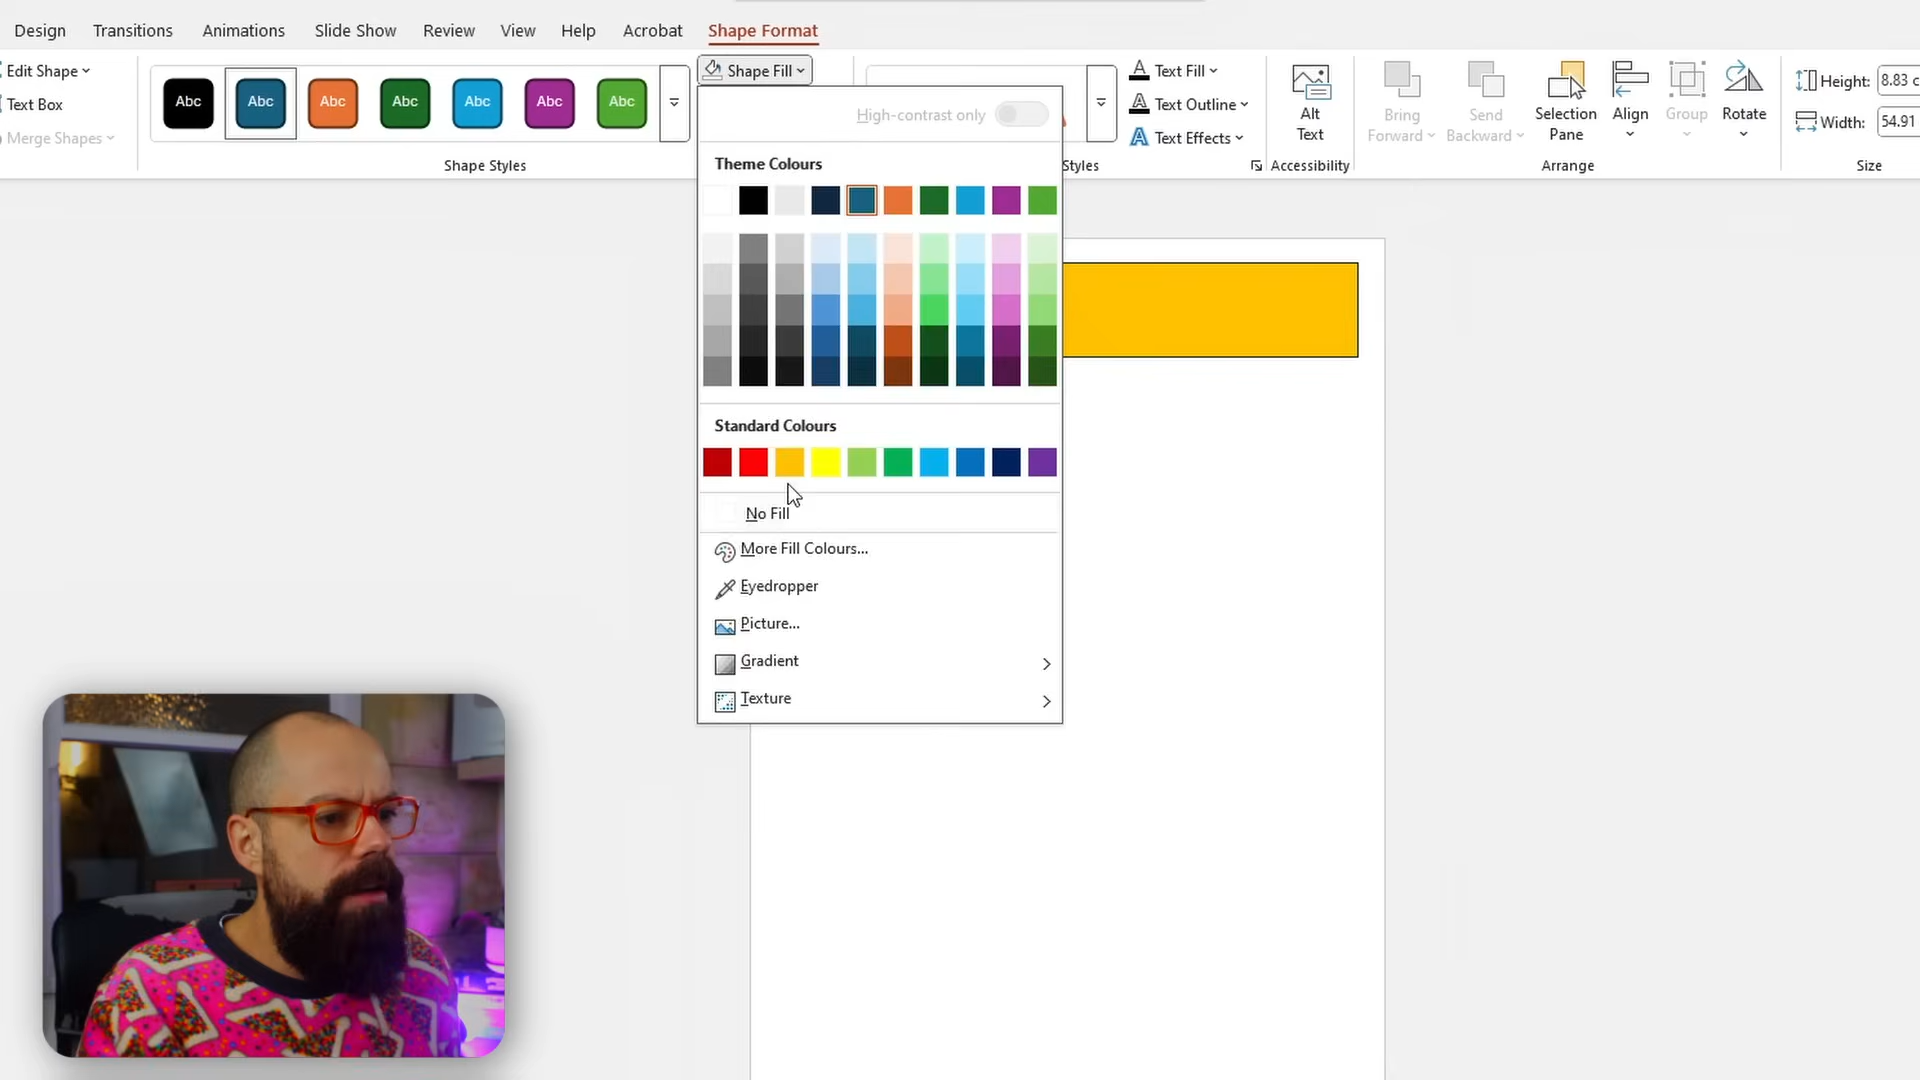 Design Transitions Animations Slide Show Review View Help Acrobat Shape Format
Edit Shape
Text Box
Merge Shapes
Abc Abc Abc Abc Abc Abc Abc
Shape Styles
Shape Fill
High-contrast only
Theme Colours
Standard Colours
No Fill
More Fill Colours...
Eyedropper
Picture...
Gradient
Texture
Text Fill
Text Outline
Text Effects
Styles
Alt
Text
Accessibility
Bring
Forward
Send
Backward
Selection
Pane
Align
Group
Rotate
Arrange
Height: 8.83 c
Width: 54.91
Size